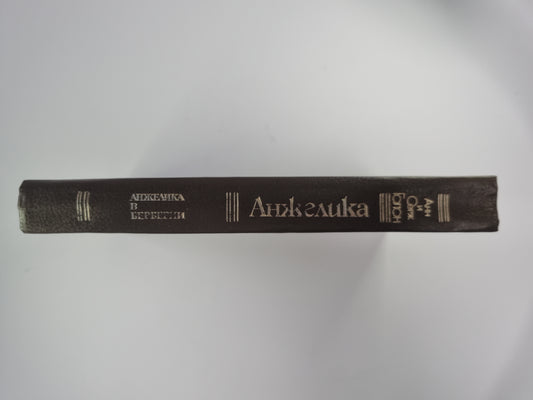 АНН
И
СЕРЖ
ГОЛОН
Анжелика
АНЖЕЛИКА
В
БЕРБЕРИИ